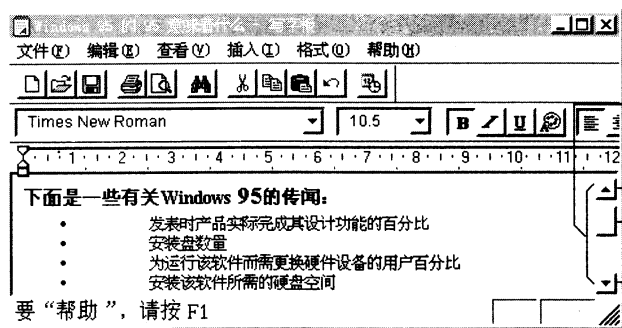 文件(F) 编辑(E) 查看(V) 插入(I) 格式(O) 帮助(H)
Times New Roman 10.5 B I U
1 2 3 4 5 6 7 8 9 10 11 12
下面是一些有关Windows 95的传闻:
• 发表时产品实际完成其设计功能的百分比
• 安装盘数量
• 为运行该软件而需更换硬件设备的用户百分比
• 安装该软件所需的硬盘空间
要“帮助”, 请按 F1